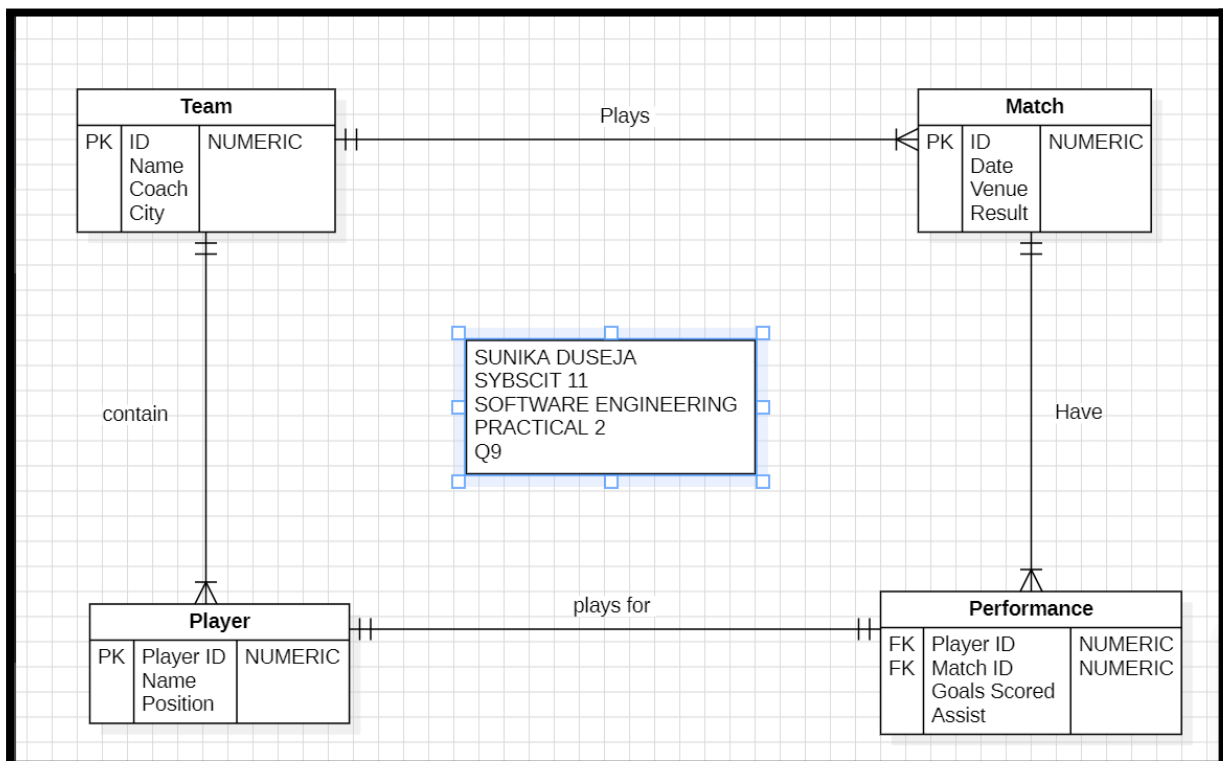 Team
PK ID NUMERIC
Name
Coach
City
Plays
Match
PK ID NUMERIC
Date
Venue
Result
contain
SUNIKA DUSEJA
SYBSCIT 11
SOFTWARE ENGINEERING
PRACTICAL 2
Q9
Have
Player
PK Player ID NUMERIC
Name
Position
plays for
Performance
FK Player ID NUMERIC
FK Match ID NUMERIC
Goals Scored
Assist